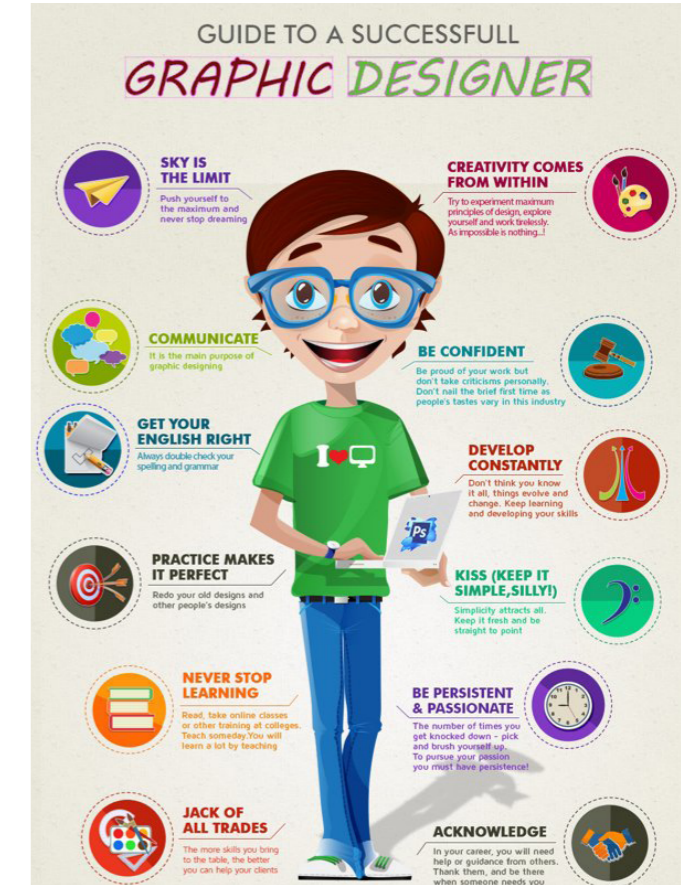 GUIDE TO A SUCCESSFULL
GRAPHIC DESIGNER
SKY IS
THE LIMIT
Push yourself to
the maximum and
never stop dreaming
CREATIVITY COMES
FROM WITHIN
Try to experiment maximum
principles of design, explore
yourself and work tirelessly.
As impossible is nothing...!
COMMUNICATE
It is the main purpose of
graphic designing
BE CONFIDENT
Be proud of your work but
don't take criticisms personally.
Don't nail the brief first time as
people's tastes vary in this industry
GET YOUR
ENGLISH RIGHT
Always double check your
spelling and grammar
I
DEVELOP
CONSTANTLY
Don't think you know
it all, things evolve and
change. Keep learning
and developing your skills
Ps
PRACTICE MAKES
IT PERFECT
Redo your old designs and
other people's designs
KISS (KEEP IT
SIMPLE,SILLY!)
Simplicity attracts all.
Keep it fresh and be
straight to point
NEVER STOP
LEARNING
Read, take online classes
or other training at colleges.
Teach someday.You will
learn a lot by teaching
BE PERSISTENT
& PASSIONATE
The number of times you
get knocked down - pick
and brush yourself up.
To pursue your passion
you must have persistence!
JACK OF
ALL TRADES
The more skills you bring
to the table, the better
you can help your clients
ACKNOWLEDGE
In your career, you will need
help or guidance from others.
Thank them, and be there
when someone needs you